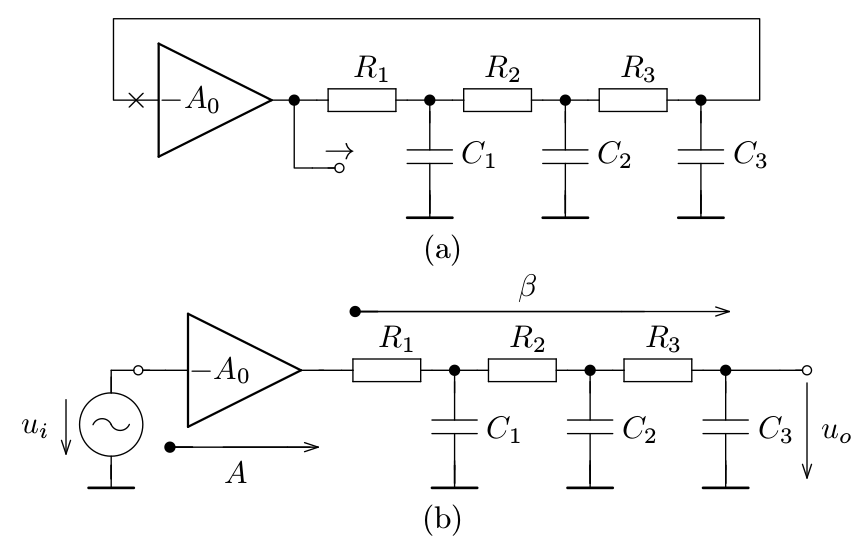 R₁ R₂ R₃
−A₀
C₁ C₂ C₃
(a)
β
R₁ R₂ R₃
−A₀
uᵢ
C₁ C₂ C₃ uₒ
A
(b)